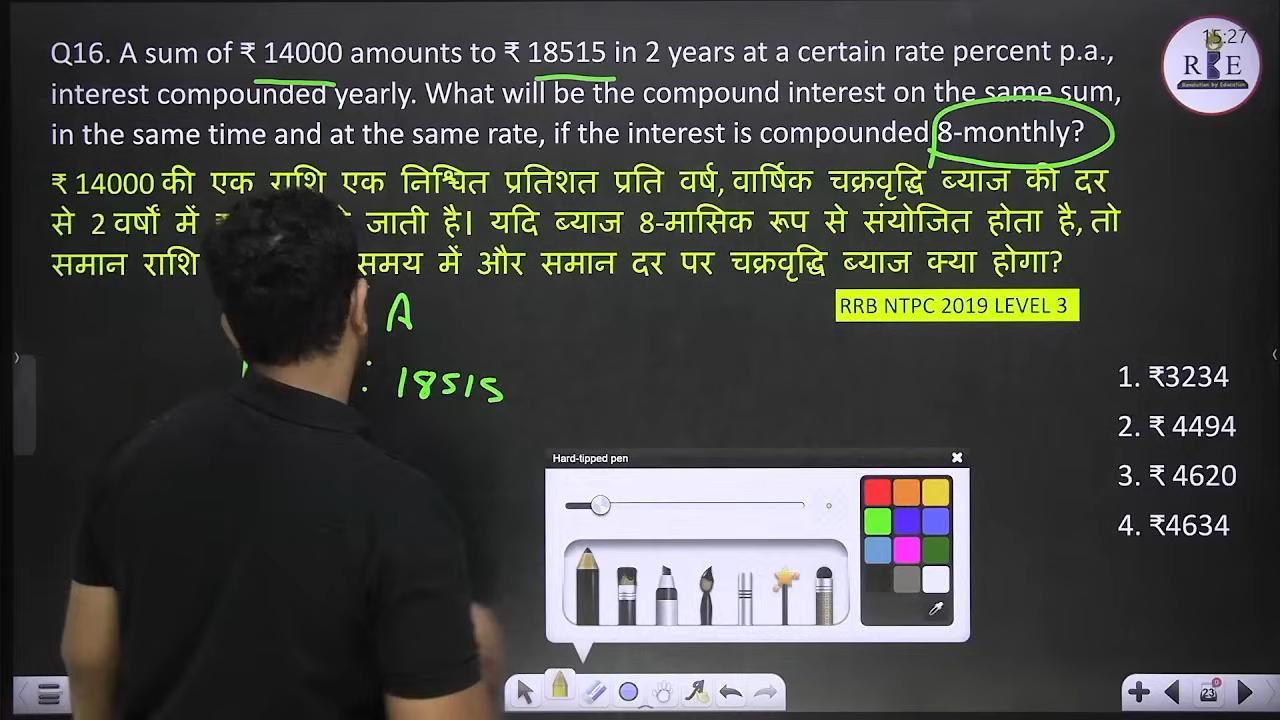 Q16. A sum of ₹ 14000 amounts to ₹ 18515 in 2 years at a certain rate percent p.a.,
interest compounded yearly. What will be the compound interest on the same sum,
in the same time and at the same rate, if the interest is compounded 8-monthly?
15:27
R E
Revolution by Education
₹ 14000 की एक राशि एक निश्चित प्रतिशत प्रति वर्ष, वार्षिक चक्रवृद्धि ब्याज की दर
से 2 वर्षों में जाती है। यदि ब्याज 8-मासिक रूप से संयोजित होता है, तो
समान राशि समय में और समान दर पर चक्रवृद्धि ब्याज क्या होगा?
RRB NTPC 2019 LEVEL 3
A
: 18515
1. ₹3234
2. ₹ 4494
3. ₹ 4620
4. ₹4634
Hard-tipped pen
23